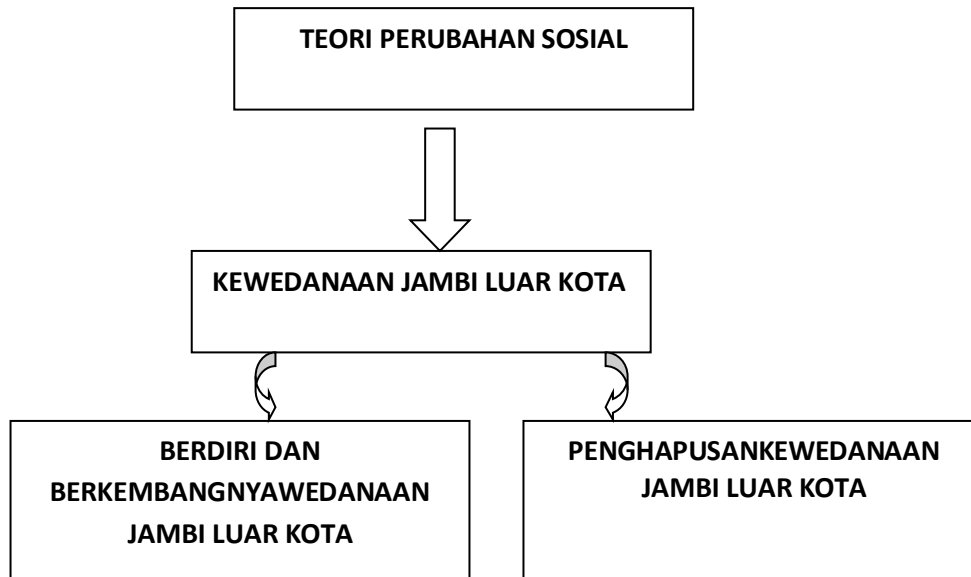 TEORI PERUBAHAN SOSIAL
KEWEDANAAN JAMBI LUAR KOTA
BERDIRI DAN
BERKEMBANGNYAWEDANAAN
JAMBI LUAR KOTA
PENGHAPUSANKEWEDANAAN
JAMBI LUAR KOTA